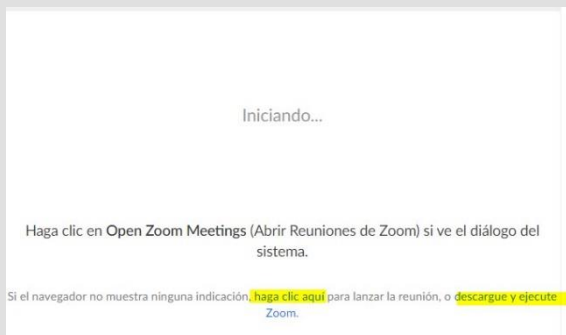 Iniciando...
Haga clic en Open Zoom Meetings (Abrir Reuniones de Zoom) si ve el diálogo del
sistema.
Si el navegador no muestra ninguna indicación, haga clic aquí para lanzar la reunión, o descargue y ejecute
Zoom.